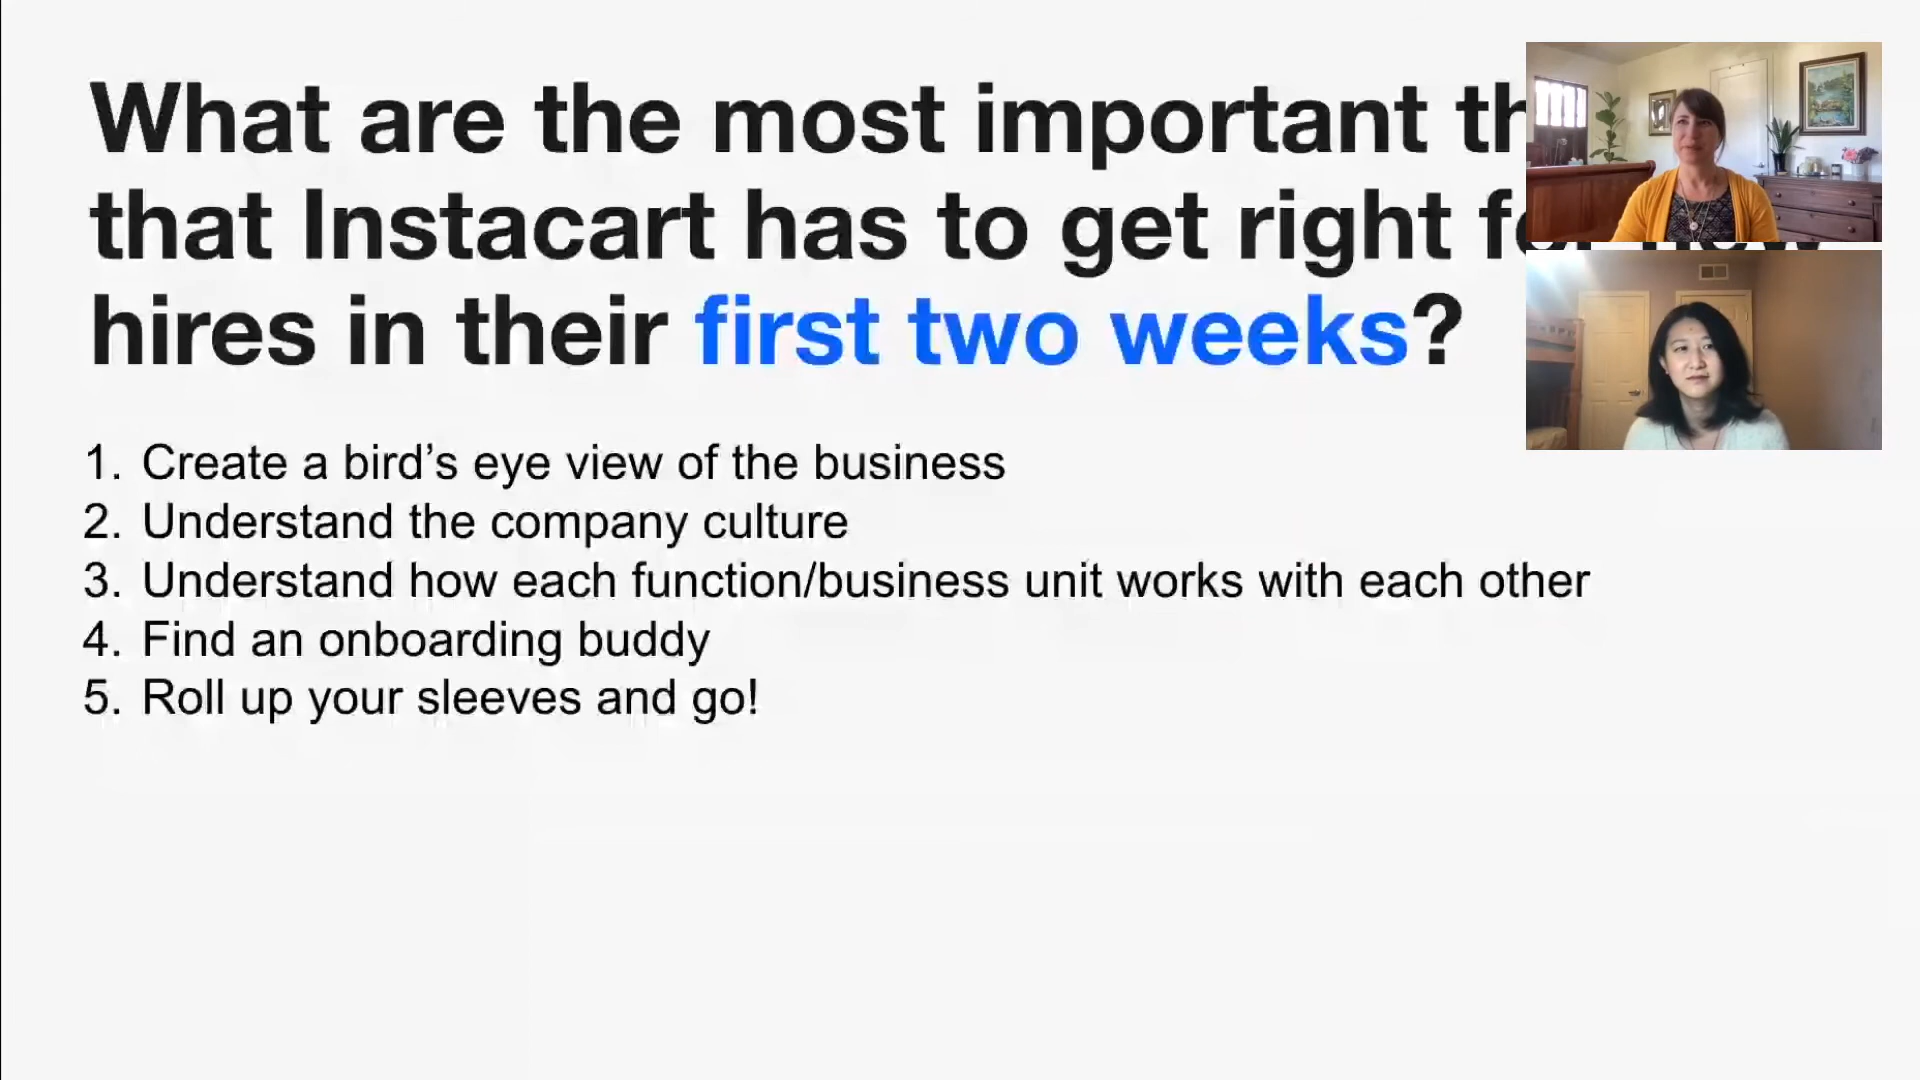 What are the most important
that Instacart has to get right
hires in their first two weeks?
1. Create a bird’s eye view of the business
2. Understand the company culture
3. Understand how each function/business unit works with each other
4. Find an onboarding buddy
5. Roll up your sleeves and go!